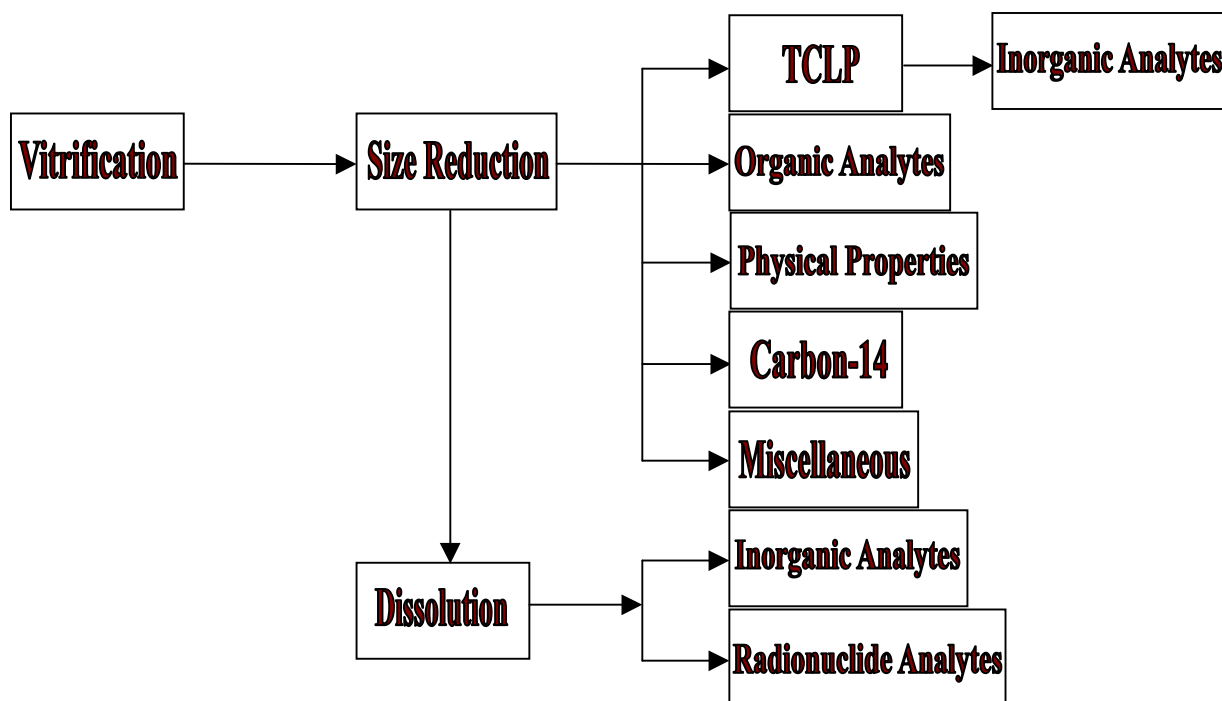 Vitrification
Size Reduction
TCLP
Inorganic Analytes
Organic Analytes
Physical Properties
Carbon-14
Miscellaneous
Dissolution
Inorganic Analytes
Radionuclide Analytes